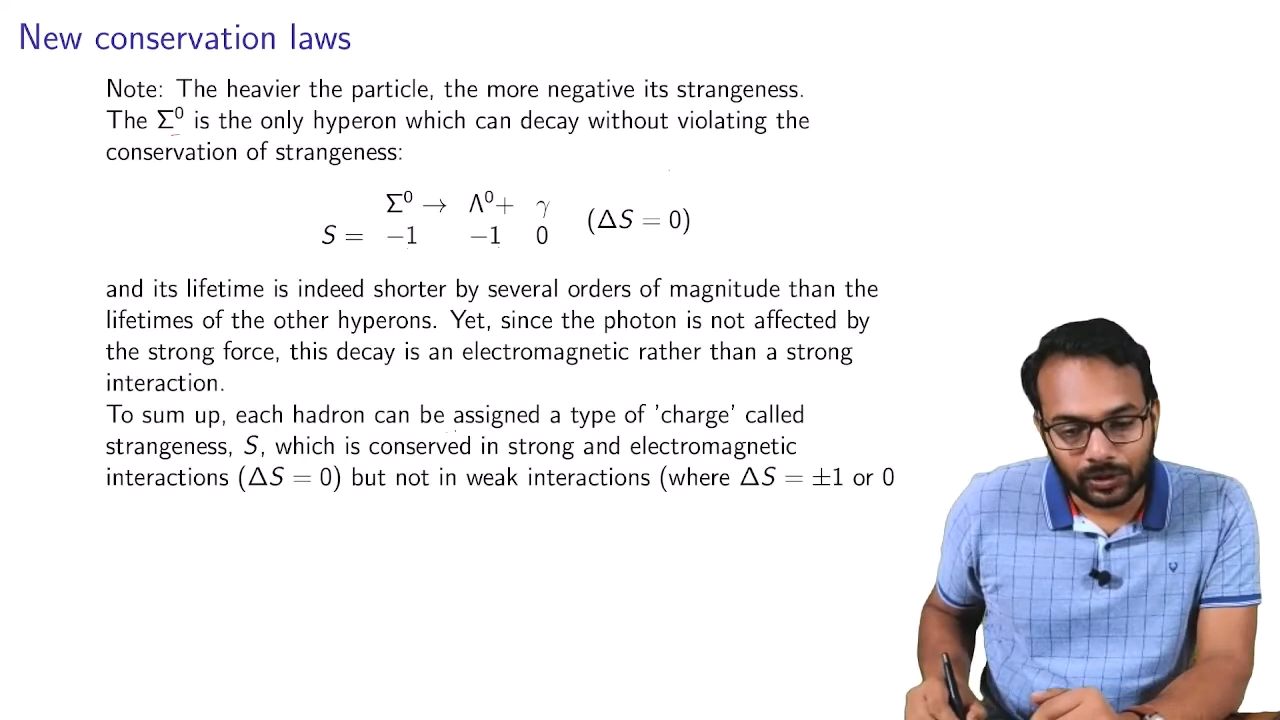 New conservation laws
Note: The heavier the particle, the more negative its strangeness.
The Σ⁰ is the only hyperon which can decay without violating the
conservation of strangeness:
Σ⁰ → Λ⁰+ γ (ΔS = 0)
S = −1 −1 0
and its lifetime is indeed shorter by several orders of magnitude than the
lifetimes of the other hyperons. Yet, since the photon is not affected by
the strong force, this decay is an electromagnetic rather than a strong
interaction.
To sum up, each hadron can be assigned a type of 'charge' called
strangeness, S, which is conserved in strong and electromagnetic
interactions (ΔS = 0) but not in weak interactions (where ΔS = ±1 or 0